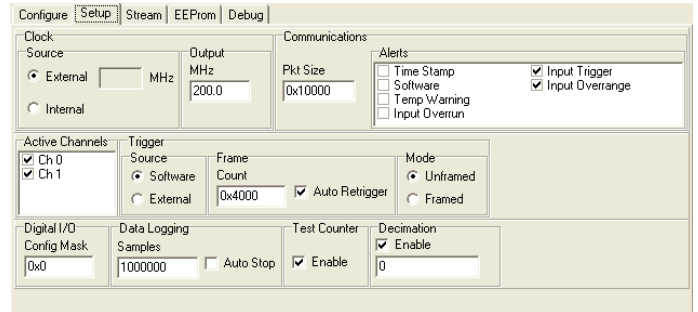 Configure Setup Stream EEProm Debug
Clock Communications
Source Output Alerts
External MHz MHz Pkt Size Time Stamp Input Trigger
200.0 0x10000 Software Input Overrange
Internal Temp Warning
Input Overrun
Active Channels Trigger
Ch 0 Source Frame Mode
Ch 1 Software Count Unframed
External 0x4000 Auto Retrigger Framed
Digital I/O Data Logging Test Counter Decimation
Config Mask Samples Enable
0x0 1000000 Auto Stop Enable 0